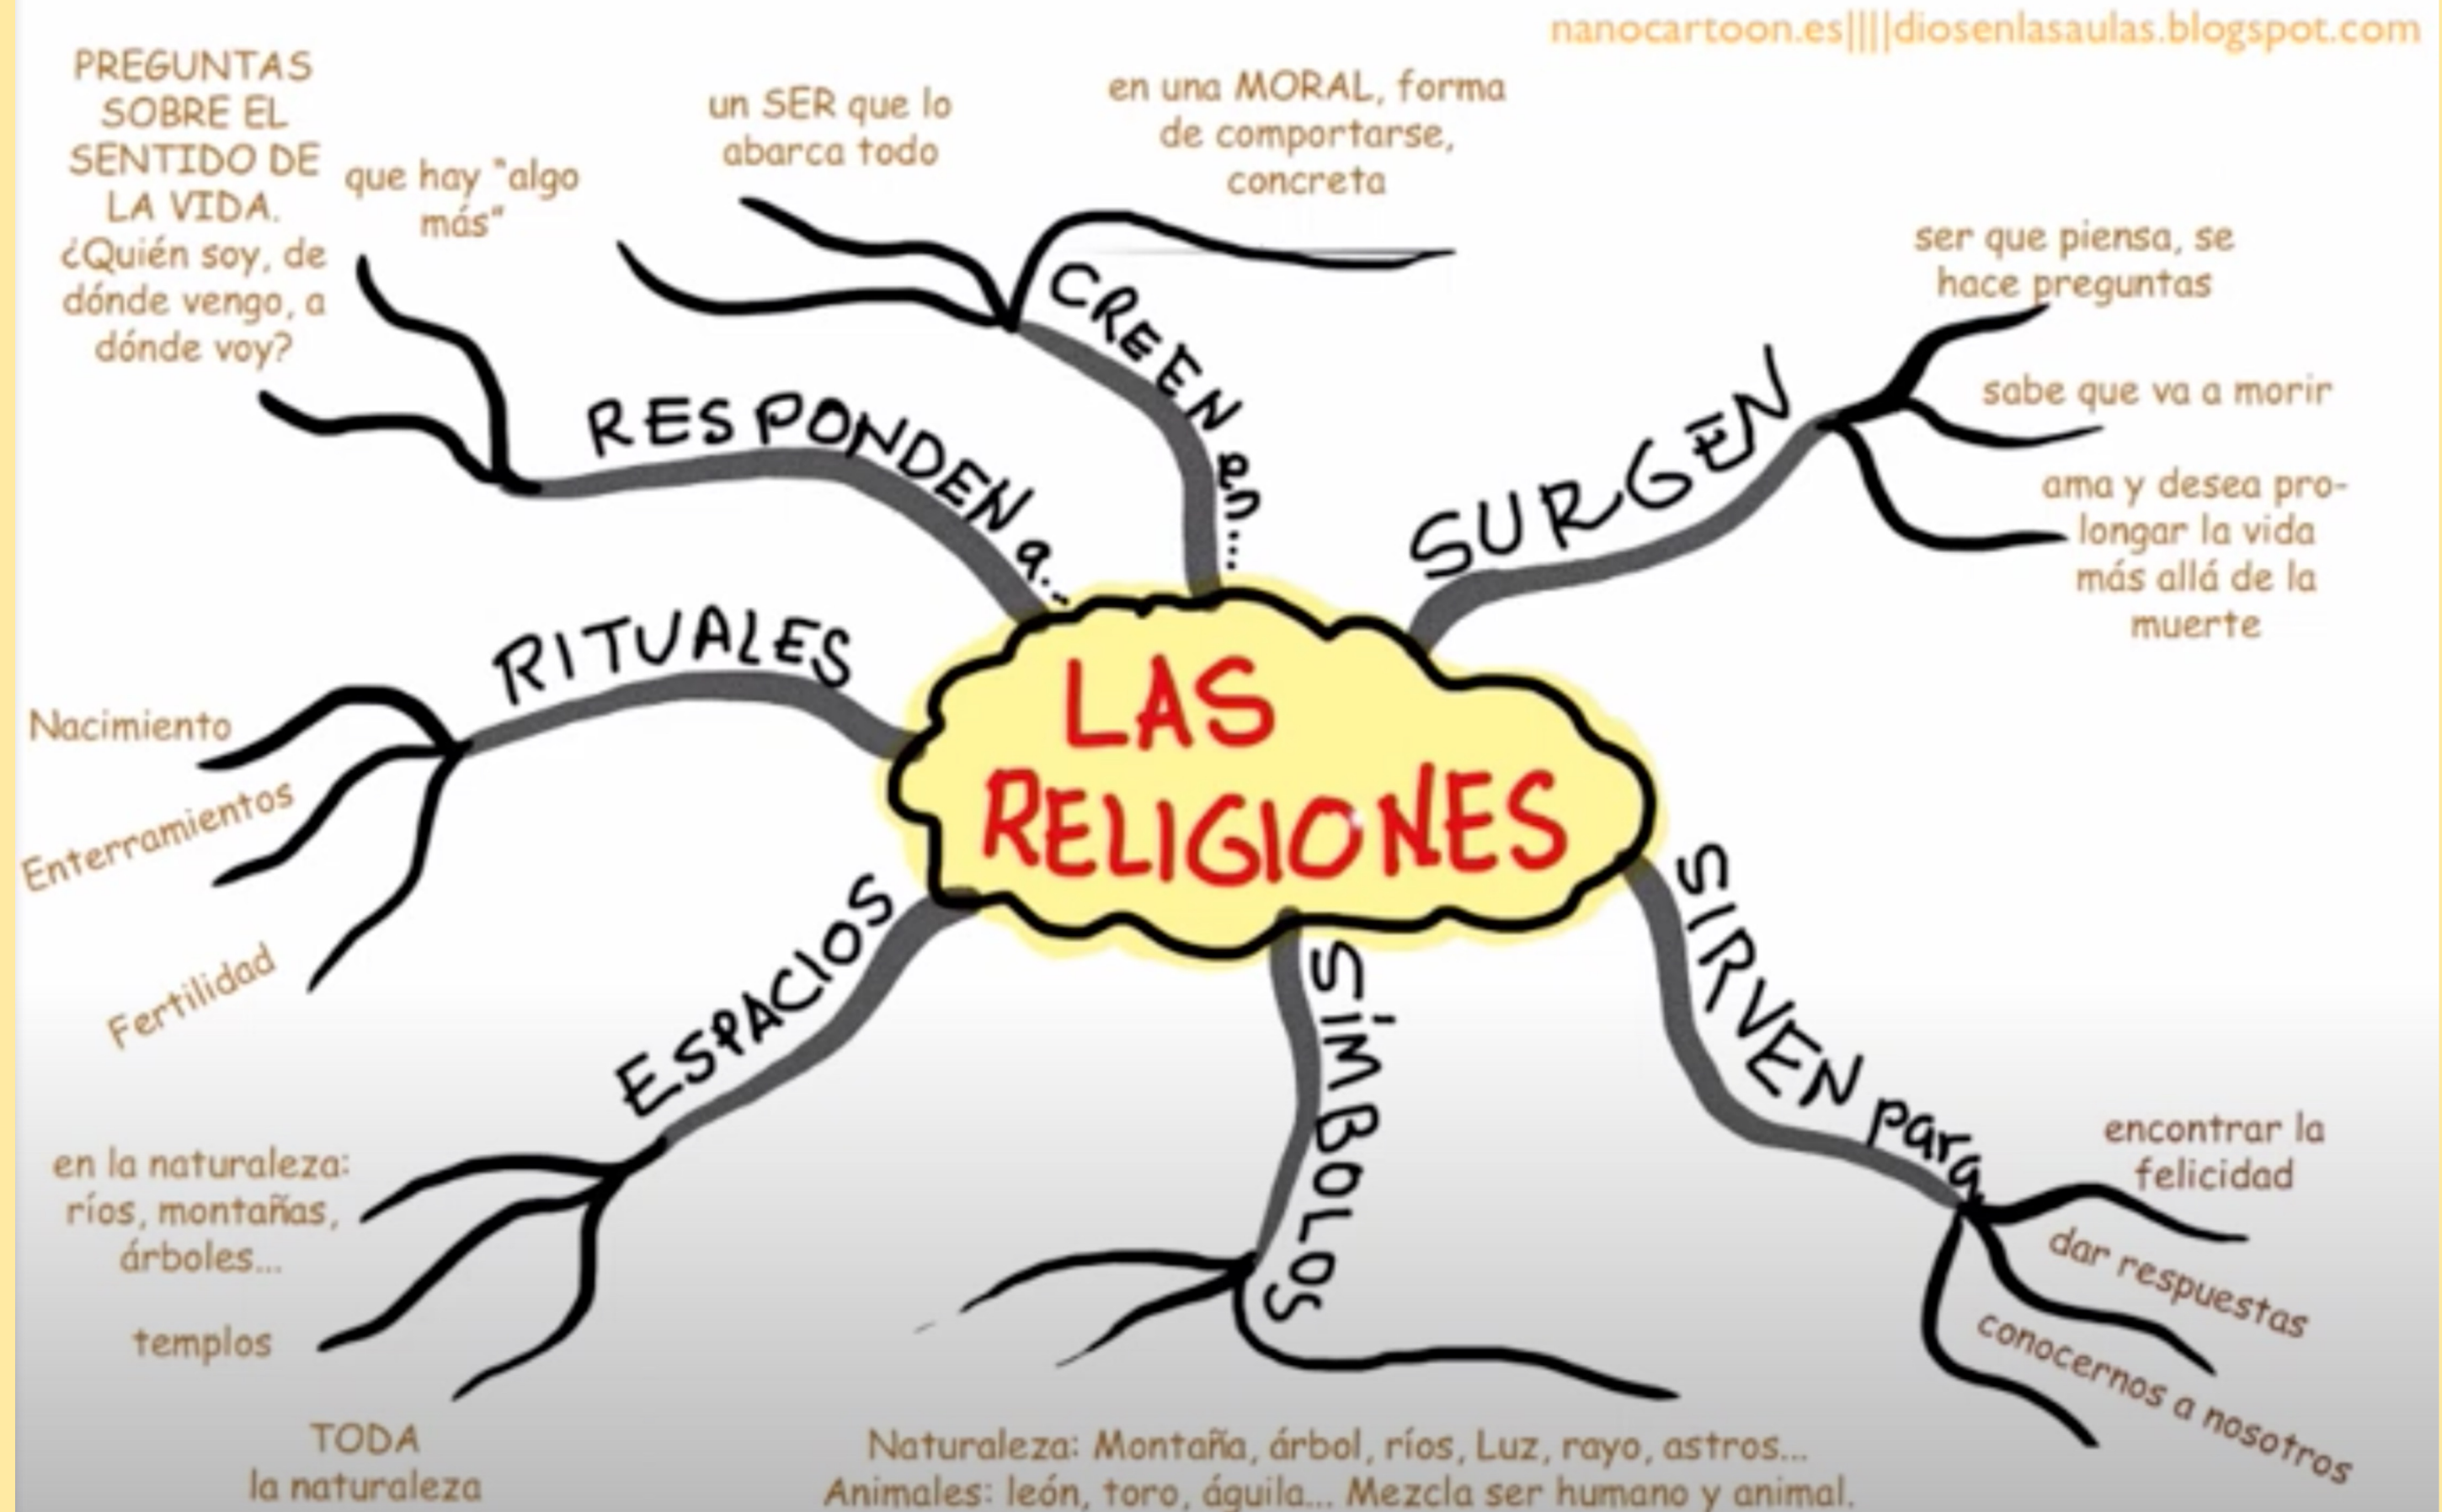 nanocartoon.es||||diosenlasaulas.blogspot.com
PREGUNTAS
SOBRE EL
SENTIDO DE
LA VIDA.
¿Quién soy, de
dónde vengo, a
dónde voy?
que hay "algo
más"
un SER que lo
abarca todo
en una MORAL, forma
de comportarse,
concreta
CREEN en...
RESPONDEN a...
SURGEN
ser que piensa, se
hace preguntas
sabe que va a morir
ama y desea pro-
longar la vida
más allá de la
muerte
RITUALES
Nacimiento
Enterramientos
Fertilidad
LAS
RELIGIONES
ESPACIOS
en la naturaleza:
ríos, montañas,
árboles...
templos
TODA
la naturaleza
SÍMBOLOS
Naturaleza: Montaña, árbol, ríos, Luz, rayo, astros...
Animales: león, toro, águila... Mezcla ser humano y animal.
SIRVEN para
encontrar la
felicidad
dar respuestas
conocernos a nosotros